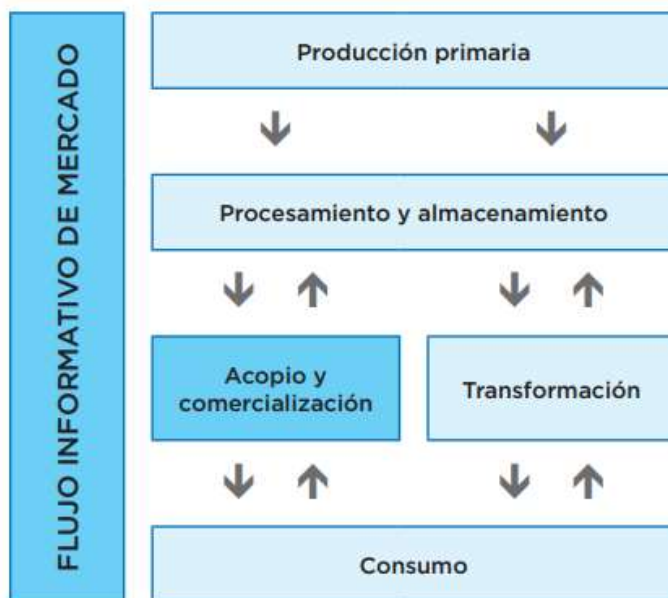 FLUJO INFORMATIVO DE MERCADO
Producción primaria
Procesamiento y almacenamiento
Acopio y
comercialización
Transformación
Consumo